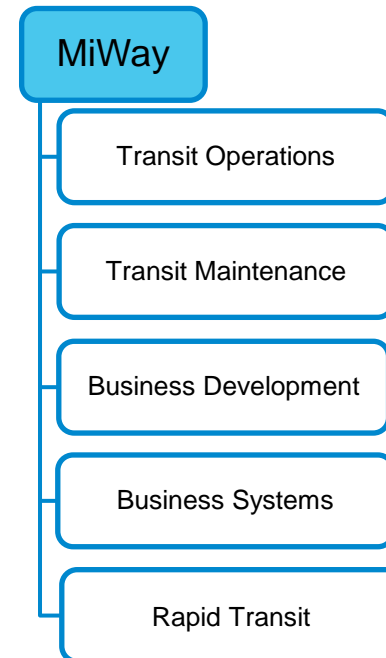 MiWay
Transit Operations
Transit Maintenance
Business Development
Business Systems
Rapid Transit